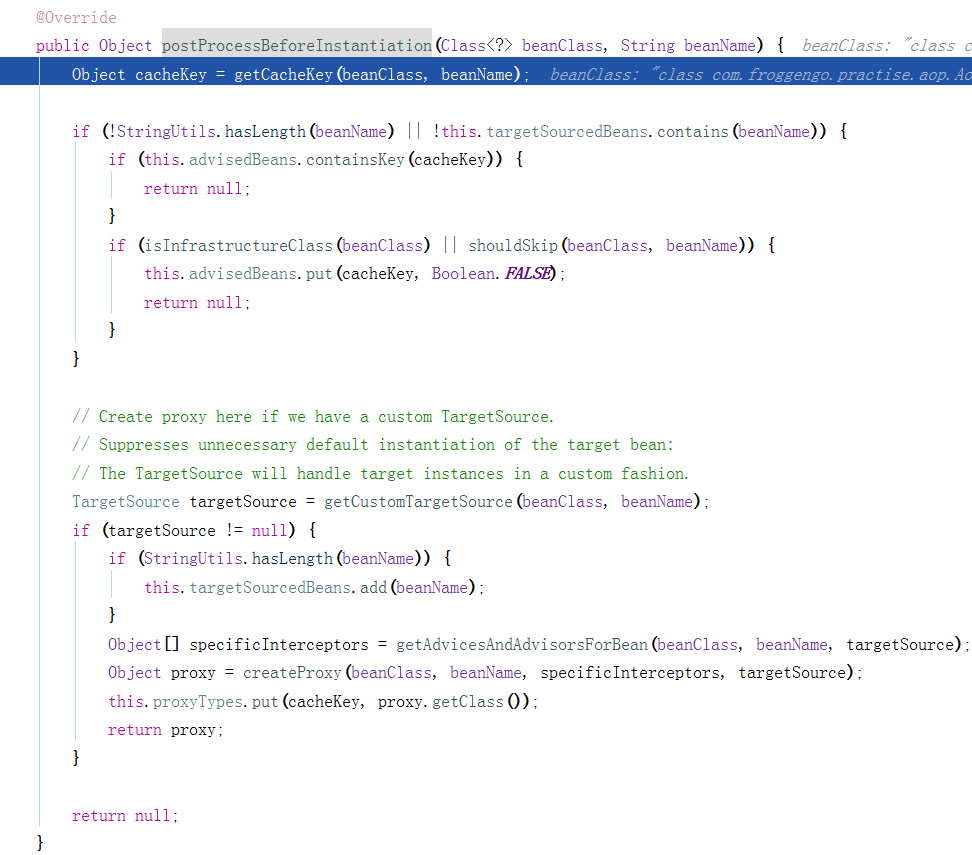 @Override
public Object postProcessBeforeInstantiation(Class<?> beanClass, String beanName) {  beanClass: "class c
Object cacheKey = getCacheKey(beanClass, beanName);  beanClass: "class com.froggengo.practise.aop.Ao
if (!StringUtils.hasLength(beanName) || !this.targetSourcedBeans.contains(beanName)) {
if (this.advisedBeans.containsKey(cacheKey)) {
return null;
}
if (isInfrastructureClass(beanClass) || shouldSkip(beanClass, beanName)) {
this.advisedBeans.put(cacheKey, Boolean.FALSE);
return null;
}
}
// Create proxy here if we have a custom TargetSource.
// Suppresses unnecessary default instantiation of the target bean:
// The TargetSource will handle target instances in a custom fashion.
TargetSource targetSource = getCustomTargetSource(beanClass, beanName);
if (targetSource != null) {
if (StringUtils.hasLength(beanName)) {
this.targetSourcedBeans.add(beanName);
}
Object[] specificInterceptors = getAdvicesAndAdvisorsForBean(beanClass, beanName, targetSource);
Object proxy = createProxy(beanClass, beanName, specificInterceptors, targetSource);
this.proxyTypes.put(cacheKey, proxy.getClass());
return proxy;
}
return null;
}